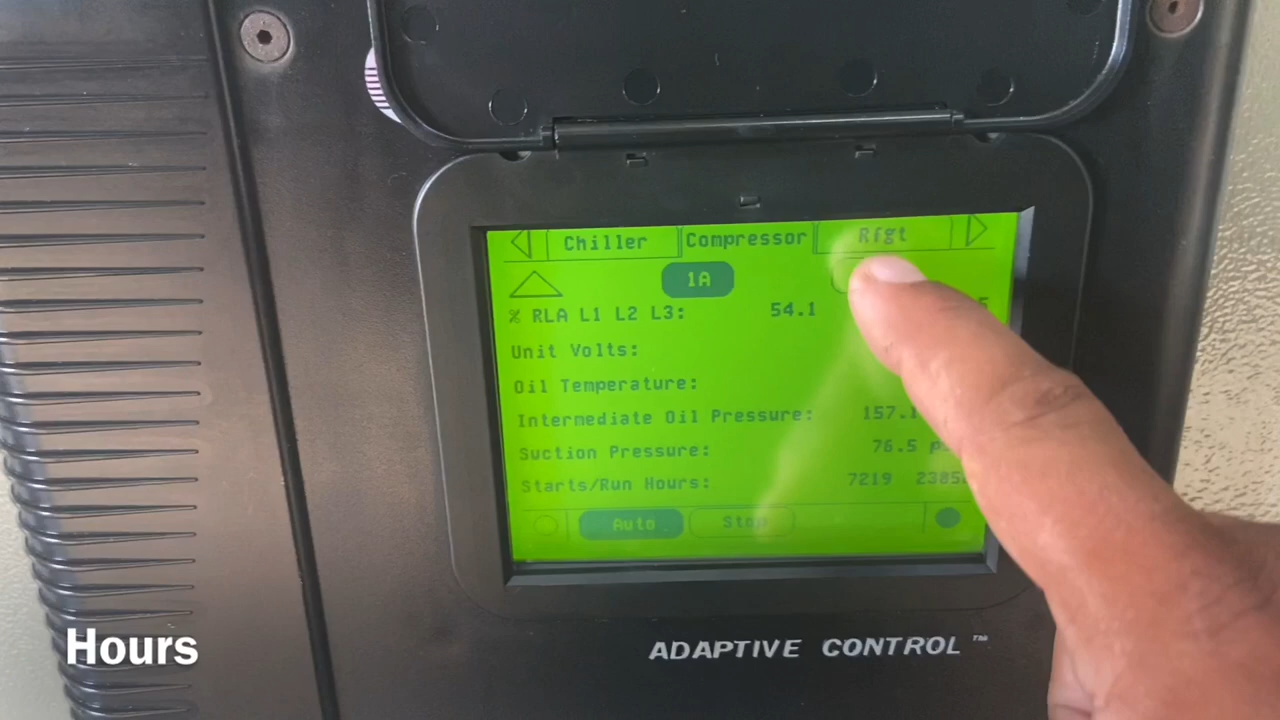 Chiller Compressor Rfgt
1A
% RLA L1 L2 L3: 54.1
Unit Volts:
Oil Temperature:
Intermediate Oil Pressure: 157.1
Suction Pressure: 76.5
Starts/Run Hours: 7219
Auto Stop
Hours
ADAPTIVE CONTROL™